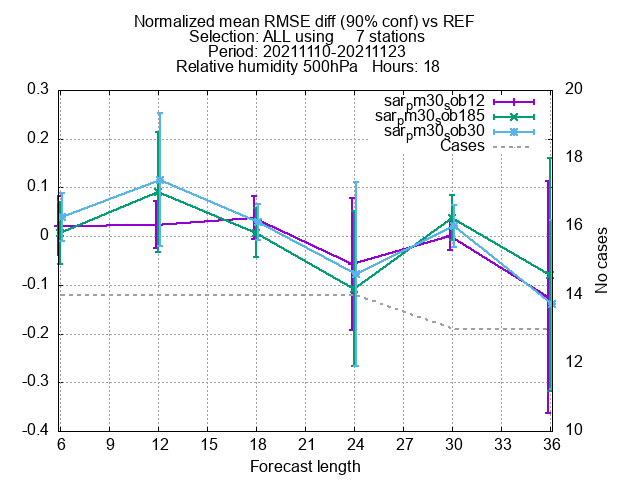 Normalized mean RMSE diff (90% conf) vs REF
Selection: ALL using 7 stations
Period: 20211110-20211123
Relative humidity 500hPa Hours: 18
sar_pm30_sob12
sar_pm30_sob185
sar_pm30_sob30
Cases
0.3
0.2
0.1
0
-0.1
-0.2
-0.3
-0.4
20
18
16
14
12
10
No cases
6 9 12 15 18 21 24 27 30 33 36
Forecast length